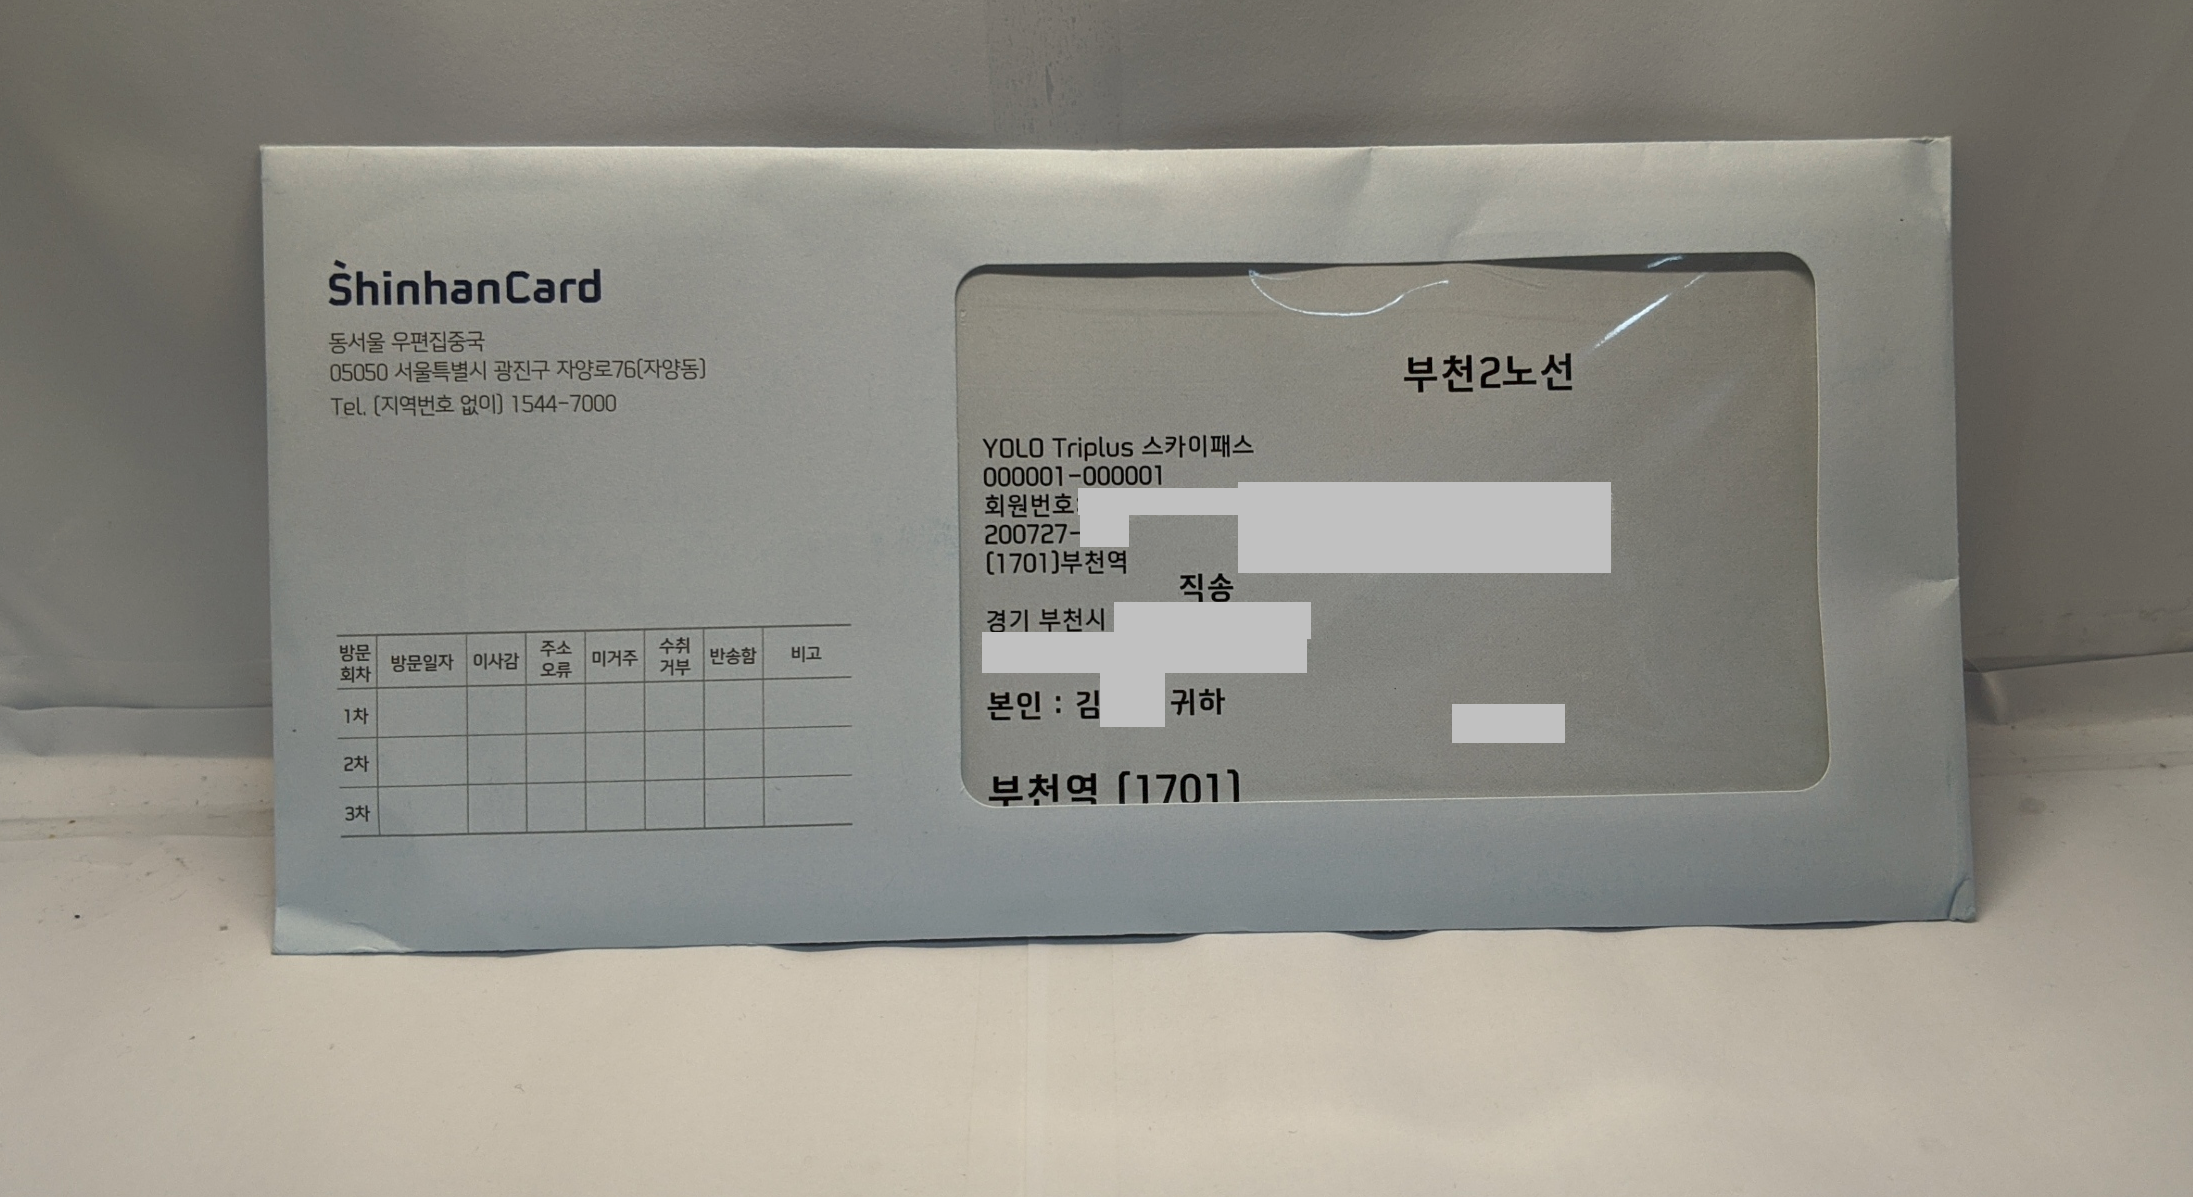 ShinhanCard
동서울 우편집중국
05050 서울특별시 광진구 자양로76(자양동)
Tel. (지역번호 없이) 1544-7000
방문회차 방문일자 이사감 주소오류 미거주 수취거부 반송함 비고
1차
2차
3차
부천2노선
YOLO Triplus 스카이패스
000001-000001
회원번호:
200727-
(1701)부천역
직송
경기 부천시
본인 : 김 귀하
부천역 (1701)